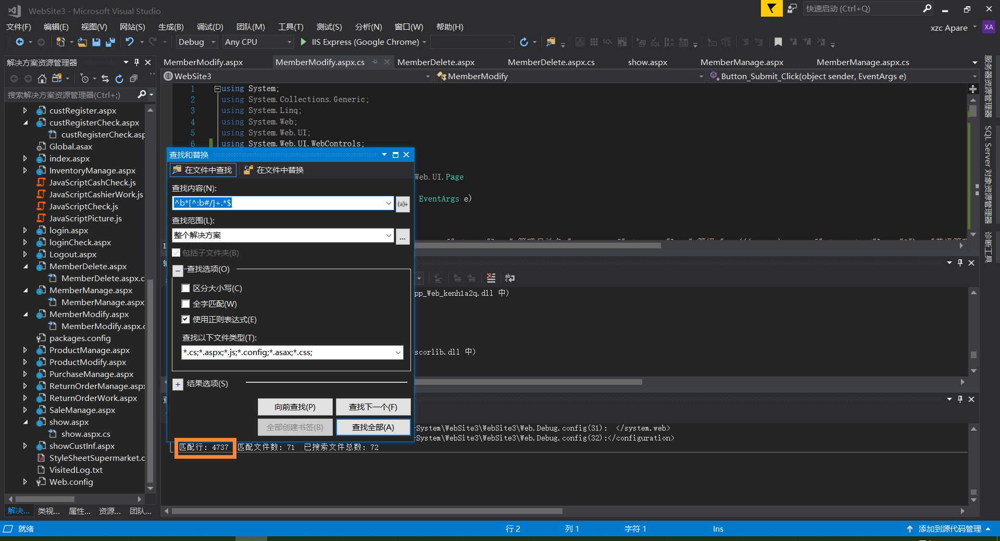 WebSite3 - Microsoft Visual Studio
快速启动 (Ctrl+Q)
文件(F) 编辑(E) 视图(V) 网站(S) 生成(B) 调试(D) 团队(M) 工具(T) 测试(S) 分析(N) 窗口(W) 帮助(H)
xzc Apare XA
Debug Any CPU IIS Express (Google Chrome)
解决方案资源管理器
搜索解决方案资源管理器(Ctrl+;)
custRegister.aspx
custRegisterCheck.aspx
custRegisterCheck.asp
Global.asax
index.aspx
InventoryManage.aspx
JavaScriptCashCheck.js
JavaScriptCashierWork.js
JavaScriptCheck.js
JavaScriptPicture.js
login.aspx
loginCheck.aspx
Logout.aspx
MemberDelete.aspx
MemberDelete.aspx.c
MemberManage.aspx
MemberManage.aspx
MemberModify.aspx
MemberModify.aspx.c
packages.config
ProductManage.aspx
ProductModify.aspx
PurchaseManage.aspx
ReturnOrderManage.aspx
ReturnOrderWork.aspx
SaleManage.aspx
show.aspx
show.aspx.cs
showCustInf.aspx
StyleSheetSupermarket.c
VisitedLog.txt
Web.config
解决... 类视... 属性... 资源... 团队...
MemberModify.aspx MemberModify.aspx.cs MemberDelete.aspx MemberDelete.aspx.cs show.aspx MemberManage.aspx MemberManage.aspx.cs
WebSite3 MemberModify Button_Submit_Click(object sender, EventArgs e)
1 using System;
2 using System.Collections.Generic;
3 using System.Linq;
4 using System.Web;
5 using System.Web.UI;
6 using System.Web.UI.WebControls;
Web.UI.Page
EventArgs e)
查找和替换
在文件中查找 在文件中替换
查找内容(N):
^b*[^:b#/]+.*$
(a)+
查找范围(L):
整个解决方案
...
包括子文件夹(B)
查找选项(O)
区分大小写(C)
全字匹配(W)
使用正则表达式(E)
查找以下文件类型(T):
*.cs;*.aspx;*.js;*.config;*.asax;*.css;
结果选项(S)
向前查找(P) 查找下一个(F)
全部创建书签(B) 查找全部(A)
pp_Web_kenh1a2q.dll 中)
scorlib.dll 中)
System\WebSite3\WebSite3\Web.Debug.config(31): </system.web>
System\WebSite3\WebSite3\Web.Debug.config(32):</configuration>
匹配行: 4737 匹配文件数: 71 已搜索文件总数: 72
服务器资源管理器
SQL Server 对象资源管理器
诊断工具
就绪 行 2 列 1 字符 1 Ins 添加到源代码管理